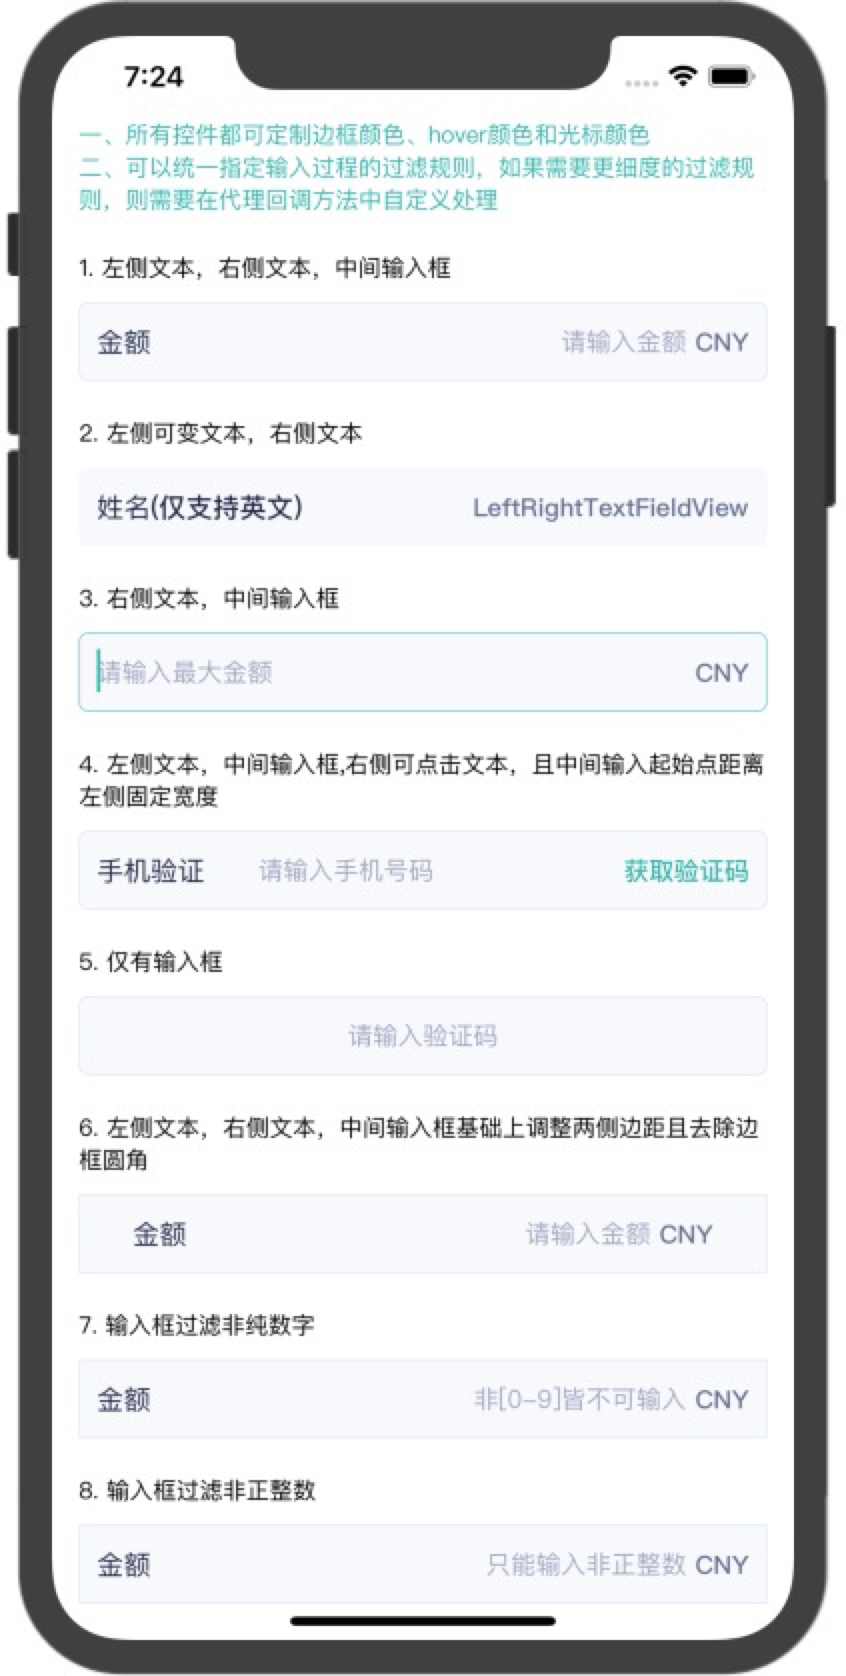 7:24
一、所有控件都可定制边框颜色、hover颜色和光标颜色
二、可以统一指定输入过程的过滤规则，如果需要更细度的过滤规
则，则需要在代理回调方法中自定义处理
1. 左侧文本，右侧文本，中间输入框
金额 请输入金额 CNY
2. 左侧可变文本，右侧文本
姓名(仅支持英文) LeftRightTextFieldView
3. 右侧文本，中间输入框
请输入最大金额 CNY
4. 左侧文本，中间输入框,右侧可点击文本，且中间输入起始点距离
左侧固定宽度
手机验证 请输入手机号码 获取验证码
5. 仅有输入框
请输入验证码
6. 左侧文本，右侧文本，中间输入框基础上调整两侧边距且去除边
框圆角
金额 请输入金额 CNY
7. 输入框过滤非纯数字
金额 非[0-9]皆不可输入 CNY
8. 输入框过滤非正整数
金额 只能输入非正整数 CNY